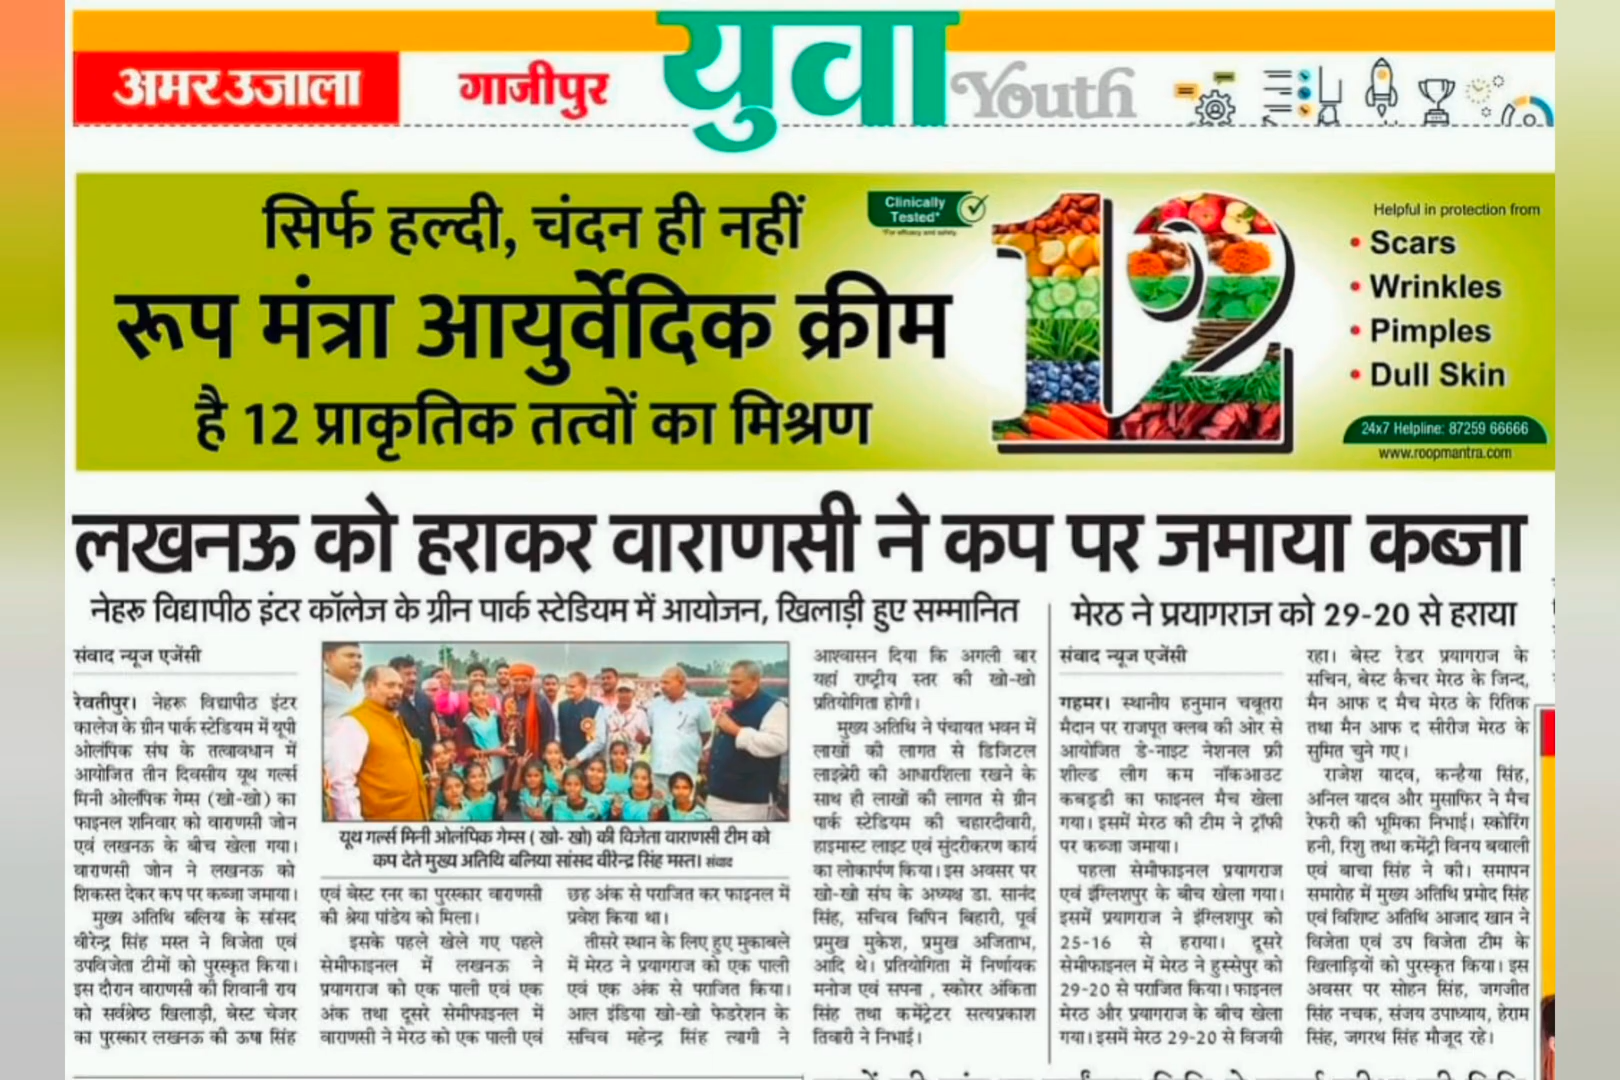 अमर उजाला
गाजीपुर
युवा
Youth
सिर्फ हल्दी, चंदन ही नहीं
रूप मंत्रा आयुर्वेदिक क्रीम
है 12 प्राकृतिक तत्वों का मिश्रण
Clinically
Tested*
*For efficacy and safety
12
Helpful in protection from
• Scars
• Wrinkles
• Pimples
• Dull Skin
24x7 Helpline: 87259 66666
www.roopmantra.com
लखनऊ को हराकर वाराणसी ने कप पर जमाया कब्जा
नेहरू विद्यापीठ इंटर कॉलेज के ग्रीन पार्क स्टेडियम में आयोजन, खिलाड़ी हुए सम्मानित
संवाद न्यूज एजेंसी
रेवतीपुर। नेहरू विद्यापीठ इंटर
कालेज के ग्रीन पार्क स्टेडियम में यूपी
ओलंपिक संघ के तत्वावधान में
आयोजित तीन दिवसीय यूथ गर्ल्स
मिनी ओलंपिक गेम्स (खो-खो) का
फाइनल शनिवार को वाराणसी जोन
एवं लखनऊ के बीच खेला गया।
वाराणसी जोन ने लखनऊ को
शिकस्त देकर कप पर कब्जा जमाया।
मुख्य अतिथि बलिया के सांसद
वीरेन्द्र सिंह मस्त ने विजेता एवं
उपविजेता टीमों को पुरस्कृत किया।
इस दौरान वाराणसी की शिवानी राय
को सर्वश्रेष्ठ खिलाड़ी, बेस्ट चेजर
का पुरस्कार लखनऊ की ऊषा सिंह
यूथ गर्ल्स मिनी ओलंपिक गेम्स ( खो- खो) की विजेता वाराणसी टीम को
कप देते मुख्य अतिथि बलिया सांसद वीरेन्द्र सिंह मस्त। संवाद
एवं बेस्ट रनर का पुरस्कार वाराणसी
की श्रेया पांडेय को मिला।
इसके पहले खेले गए पहले
सेमीफाइनल में लखनऊ ने
प्रयागराज को एक पाली एवं एक
अंक तथा दूसरे सेमीफाइनल में
वाराणसी ने मेरठ को एक पाली एवं
छह अंक से पराजित कर फाइनल में
प्रवेश किया था।
तीसरे स्थान के लिए हुए मुकाबले
में मेरठ ने प्रयागराज को एक पाली
एवं एक अंक से पराजित किया।
आल इंडिया खो-खो फेडरेशन के
सचिव महेन्द्र सिंह त्यागी ने
आश्वासन दिया कि अगली बार
यहां राष्ट्रीय स्तर की खो-खो
प्रतियोगिता होगी।
मुख्य अतिथि ने पंचायत भवन में
लाखों की लागत से डिजिटल
लाइब्रेरी की आधारशिला रखने के
साथ ही लाखों की लागत से ग्रीन
पार्क स्टेडियम की चहारदीवारी,
हाइमास्ट लाइट एवं सुंदरीकरण कार्य
का लोकार्पण किया। इस अवसर पर
खो-खो संघ के अध्यक्ष डा. सानंद
सिंह, सचिव बिपिन बिहारी, पूर्व
प्रमुख मुकेश, प्रमुख अजिताभ,
आदि थे। प्रतियोगिता में निर्णायक
मनोज एवं सपना , स्कोरर अंकिता
सिंह तथा कमेंट्रेटर सत्यप्रकाश
तिवारी ने निभाई।
मेरठ ने प्रयागराज को 29-20 से हराया
संवाद न्यूज एजेंसी
गहमर। स्थानीय हनुमान चबूतरा
मैदान पर राजपूत क्लब की ओर से
आयोजित डे-नाइट नेशनल फ्री
शील्ड लीग कम नॉकआउट
कबड्डी का फाइनल मैच खेला
गया। इसमें मेरठ की टीम ने ट्रॉफी
पर कब्जा जमाया।
पहला सेमीफाइनल प्रयागराज
एवं इंग्लिशपुर के बीच खेला गया।
इसमें प्रयागराज ने इंग्लिशपुर को
25-16 से हराया। दूसरे
सेमीफाइनल में मेरठ ने हुस्सेपुर को
29-20 से पराजित किया। फाइनल
मेरठ और प्रयागराज के बीच खेला
गया। इसमें मेरठ 29-20 से विजयी
रहा। बेस्ट रेडर प्रयागराज के
सचिन, बेस्ट कैचर मेरठ के जिन्द,
मैन आफ द मैच मेरठ के रितिक
तथा मैन आफ द सीरीज मेरठ के
सुमित चुने गए।
राजेश यादव, कन्हैया सिंह,
अनिल यादव और मुसाफिर ने मैच
रेफरी की भूमिका निभाई। स्कोरिंग
हनी, रिशु तथा कमेंट्री विनय बवाली
एवं बाचा सिंह ने की। समापन
समारोह में मुख्य अतिथि प्रमोद सिंह
एवं विशिष्ट अतिथि आजाद खान ने
विजेता एवं उप विजेता टीम के
खिलाड़ियों को पुरस्कृत किया। इस
अवसर पर सोहन सिंह, जगजीत
सिंह नचक, संजय उपाध्याय, हेराम
सिंह, जगरथ सिंह मौजूद रहे।